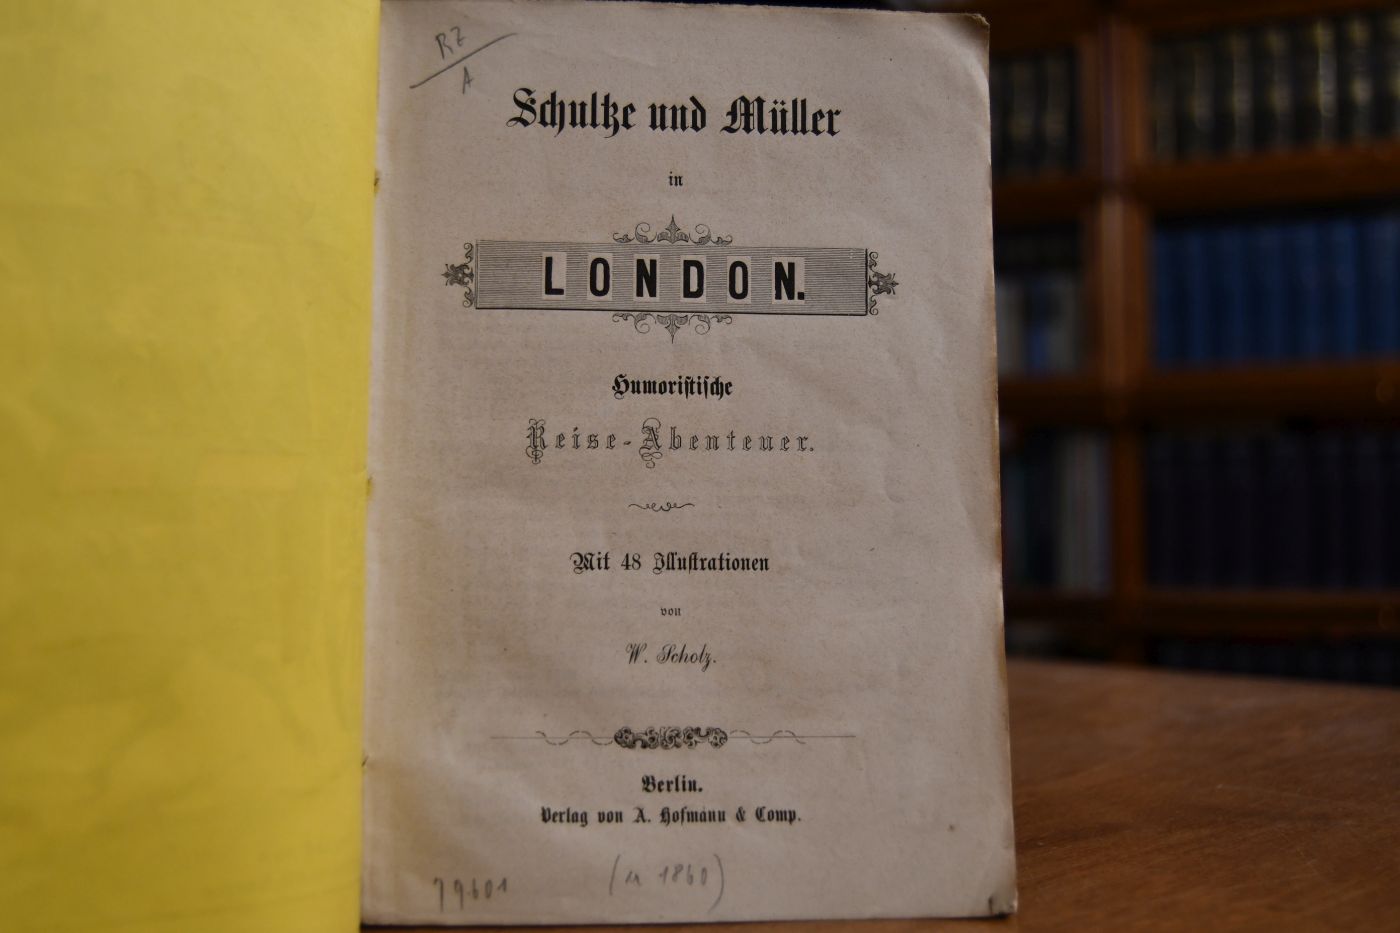 RZ
A
Schultze und Müller
in
LONDON.
Humoristische
Reise-Abenteuer.
Mit 48 Illustrationen
von
W. Scholz.
Berlin.
Verlag von A. Hofmann & Comp.
79601 ( 1860)